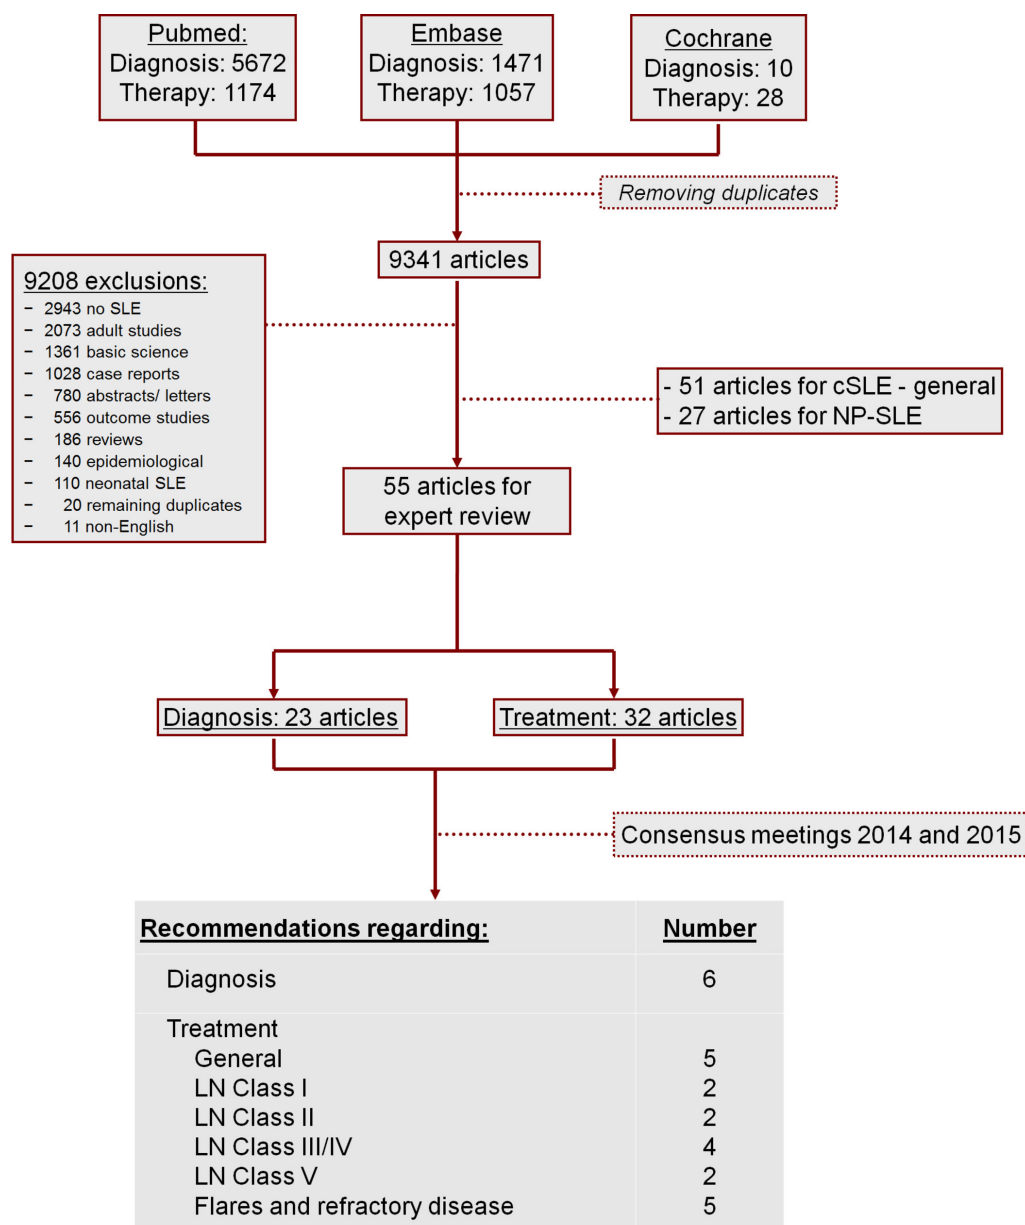 Pubmed:
Diagnosis: 5672
Therapy: 1174
Embase
Diagnosis: 1471
Therapy: 1057
Cochrane
Diagnosis: 10
Therapy: 28
Removing duplicates
9341 articles
9208 exclusions:
− 2943 no SLE
− 2073 adult studies
− 1361 basic science
− 1028 case reports
− 780 abstracts/ letters
− 556 outcome studies
− 186 reviews
− 140 epidemiological
− 110 neonatal SLE
− 20 remaining duplicates
− 11 non-English
- 51 articles for cSLE - general
- 27 articles for NP-SLE
55 articles for
expert review
Diagnosis: 23 articles
Treatment: 32 articles
Consensus meetings 2014 and 2015
Recommendations regarding: Number
Diagnosis 6
Treatment
General 5
LN Class I 2
LN Class II 2
LN Class III/IV 4
LN Class V 2
Flares and refractory disease 5